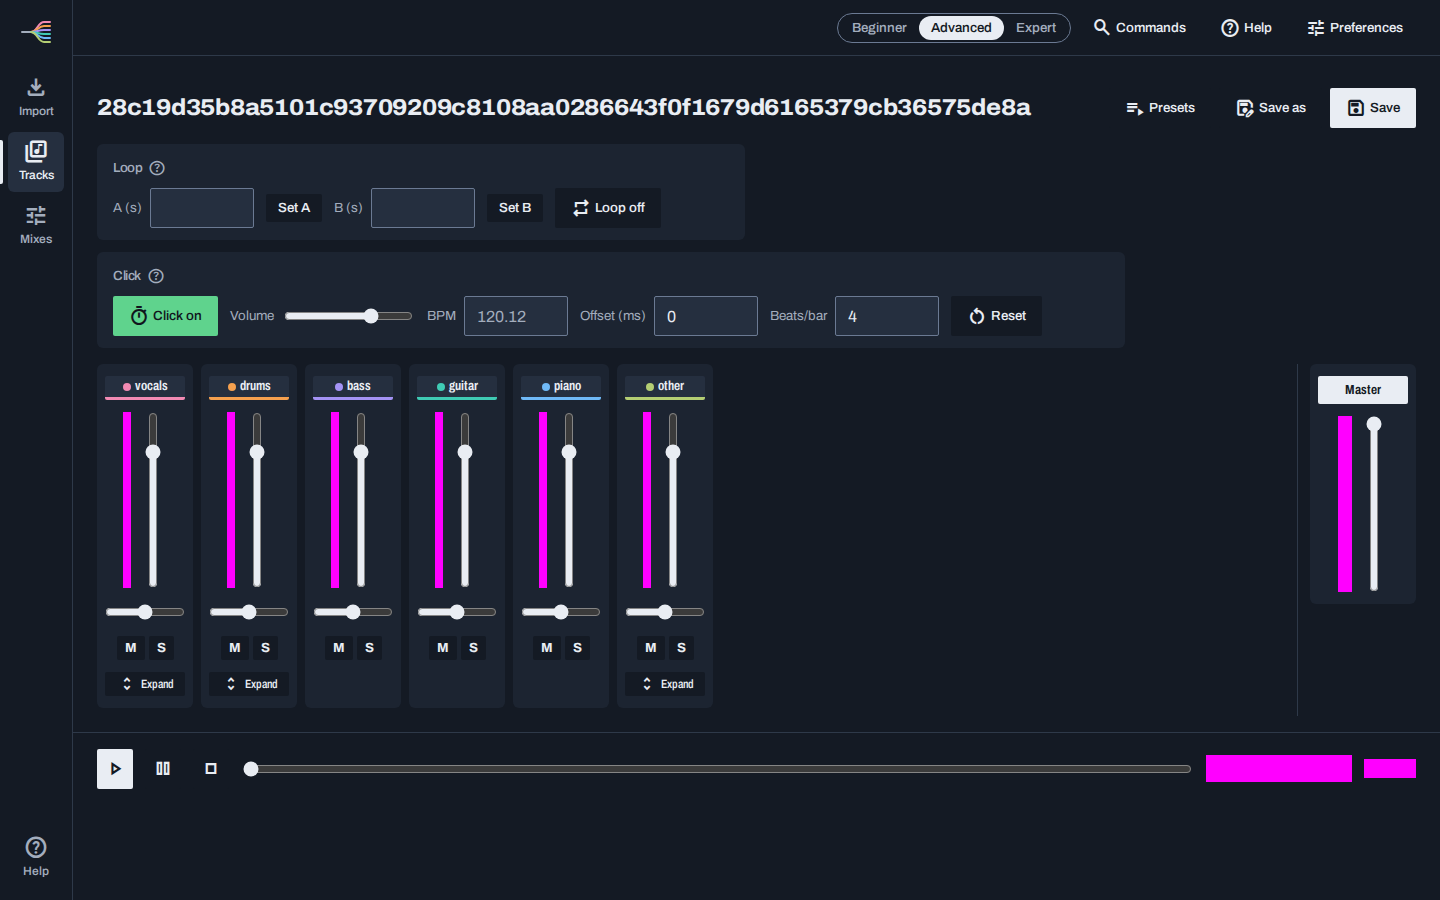 Beginner Advanced Expert Commands Help Preferences
Import
Tracks
Mixes
28c19d35b8a5101c93709209c8108aa0286643f0f1679d6165379cb36575de8a Presets Save as Save
Loop ?
A (s) Set A B (s) Set B Loop off
Click ?
Click on Volume BPM 120.12 Offset (ms) 0 Beats/bar 4 Reset
vocals drums bass guitar piano other Master
M S M S M S M S M S M S
Expand Expand Expand
Help